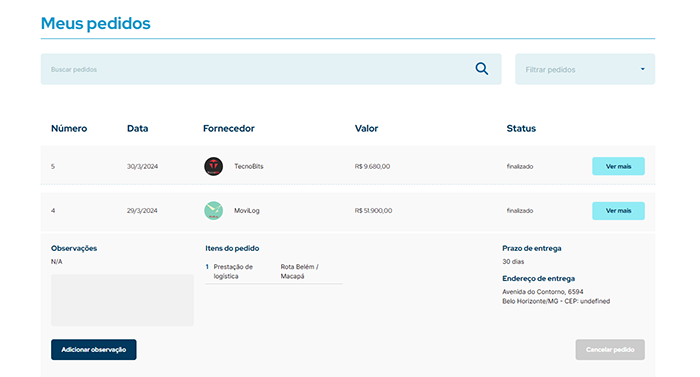 Meus pedidos
Buscar pedidos
Filtrar pedidos
Número Data Fornecedor Valor Status
5 30/3/2024 TecnoBits R$ 9.680,00 finalizado Ver mais
4 29/3/2024 MoviLog R$ 51.900,00 finalizado Ver mais
Observações Itens do pedido Prazo de entrega
N/A 1 Prestação de Rota Belém / 30 dias
logística Macapá
Endereço de entrega
Avenida do Contorno, 6594
Belo Horizonte/MG - CEP: undefined
Adicionar observação Cancelar pedido